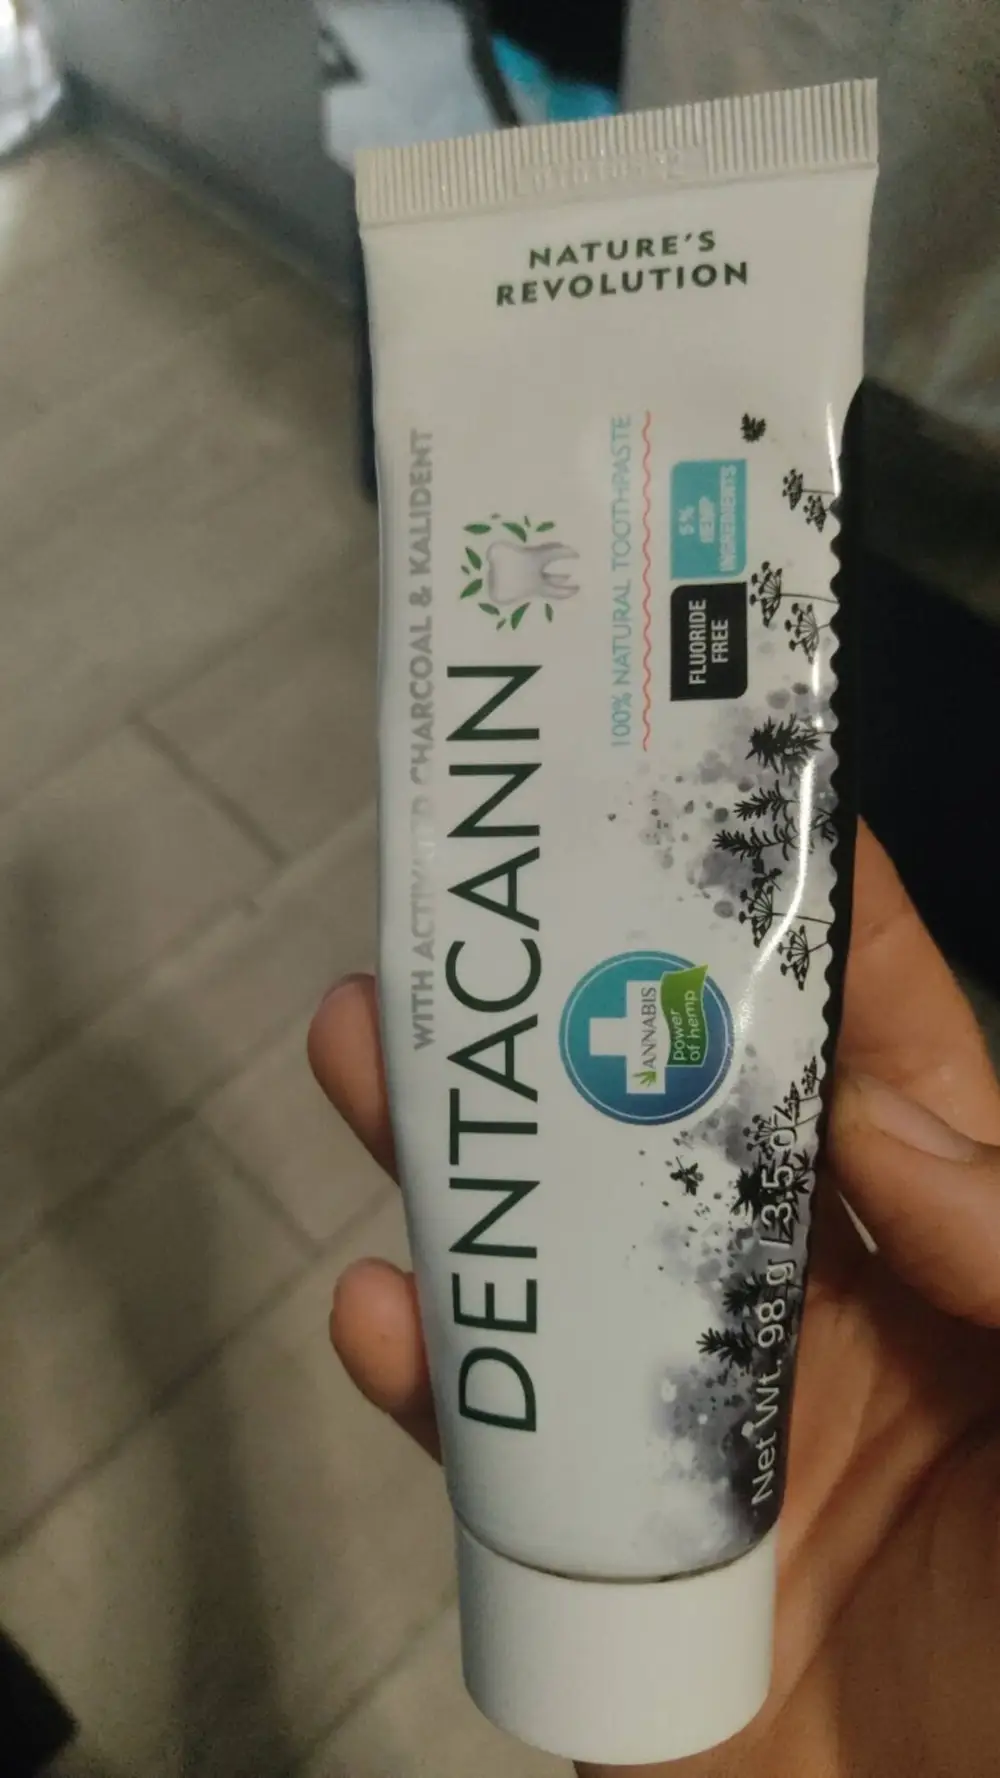 NATURE'S
REVOLUTION
WITH ACTIVATED CHARCOAL & KALIDENT
DENTACANN
100% NATURAL TOOTHPASTE
FLUORIDE
FREE
5%
HEMP
INGREDIENTS
ANNABIS
power
of hemp
Net Wt. 98 g / 3.5 oz